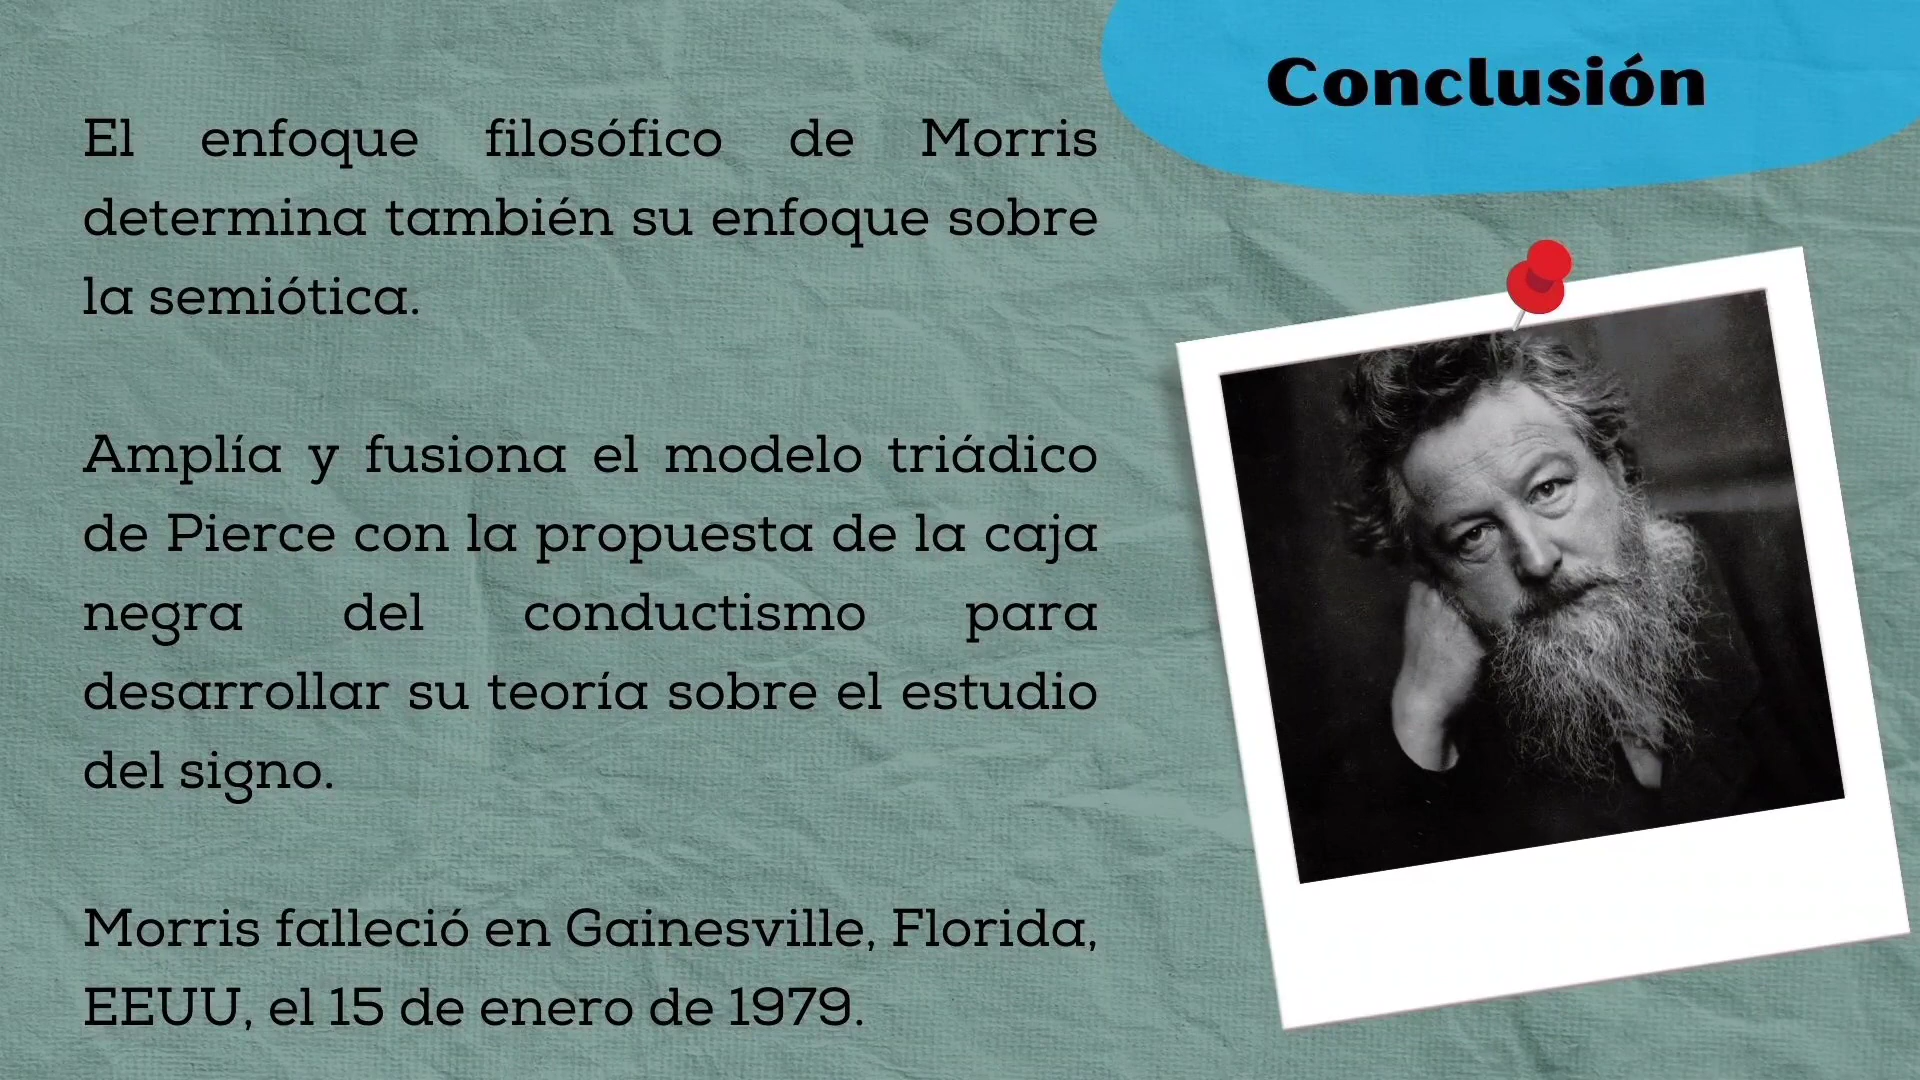 Conclusión
El enfoque filosófico de Morris
determina también su enfoque sobre
la semiótica.
Amplía y fusiona el modelo triádico
de Pierce con la propuesta de la caja
negra del conductismo para
desarrollar su teoría sobre el estudio
del signo.
Morris falleció en Gainesville, Florida,
EEUU, el 15 de enero de 1979.